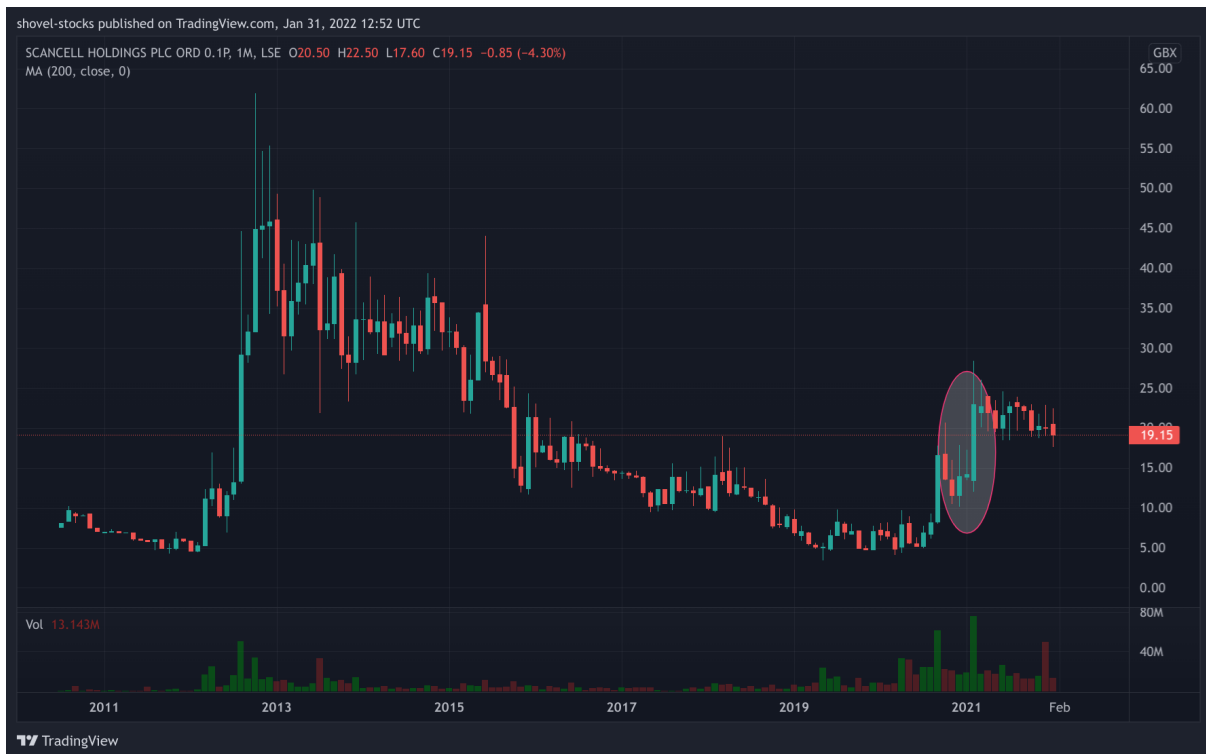 shovel-stocks published on TradingView.com, Jan 31, 2022 12:52 UTC
SCANCELL HOLDINGS PLC ORD 0.1P, 1M, LSE O20.50 H22.50 L17.60 C19.15 −0.85 (−4.30%)
GBX
MA (200, close, 0)
65.00
60.00
55.00
50.00
45.00
40.00
35.00
30.00
25.00
20.00
19.15
15.00
10.00
5.00
0.00
Vol 13.143M
80M
40M
2011 2013 2015 2017 2019 2021 Feb
TradingView